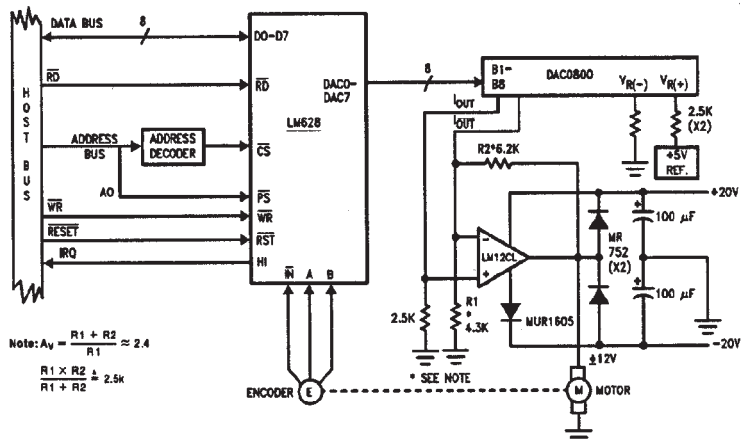 DATA BUS
8
D0-D7
RD
RD
HOST BUS
LM628
DAC0-
DAC7
8
B1-
B8
DAC0800
VR(-)
VR(+)
IOUT
IOUT
2.5K
(X2)
+5V
REF.
ADDRESS
BUS
ADDRESS
DECODER
CS
A0
PS
WR
WR
RESET
RST
IRQ
HI
IN
A
B
R2*6.2K
LM12CL
−
+
2.5K
R1
*
4.3K
MUR1605
MR
752
(X2)
+20V
+
100 µF
+
100 µF
-20V
±12V
Note: AV = R1 + R2 / R1 ≈ 2.4
R1 × R2 / R1 + R2 ≙ 2.5k
* SEE NOTE
ENCODER
E
M
MOTOR